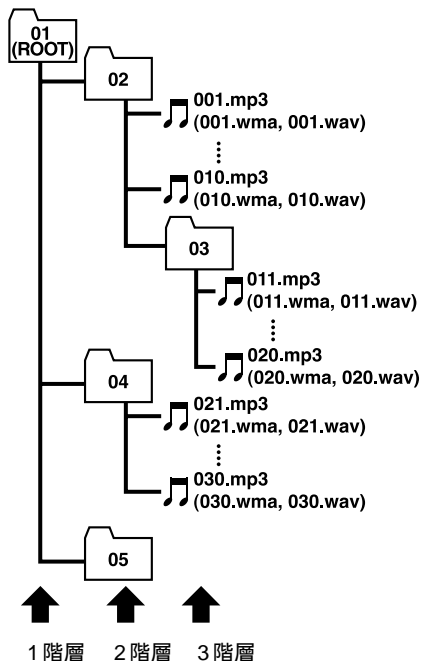 01
(ROOT)
02
001.mp3
(001.wma, 001.wav)
010.mp3
(010.wma, 010.wav)
03
011.mp3
(011.wma, 011.wav)
020.mp3
(020.wma, 020.wav)
04
021.mp3
(021.wma, 021.wav)
030.mp3
(030.wma, 030.wav)
05
1階層 2階層 3階層